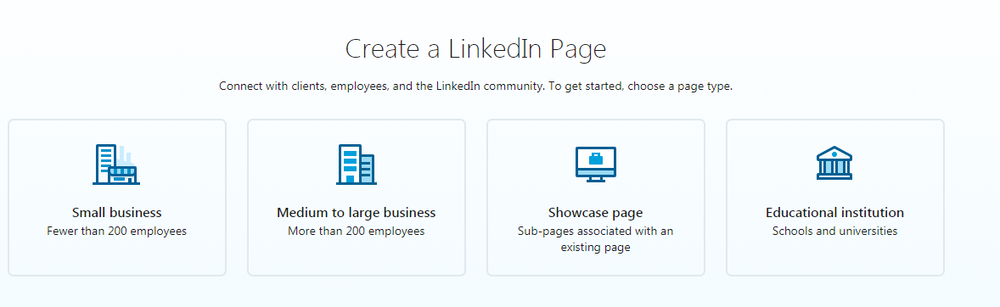 Create a LinkedIn Page
Connect with clients, employees, and the LinkedIn community. To get started, choose a page type.
Small business
Fewer than 200 employees
Medium to large business
More than 200 employees
Showcase page
Sub-pages associated with an
existing page
Educational institution
Schools and universities